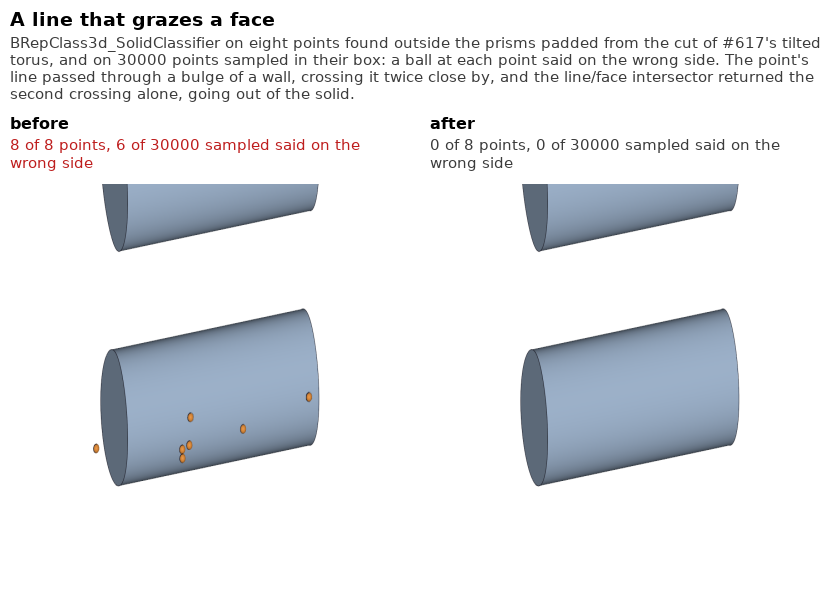 A line that grazes a face
BRepClass3d_SolidClassifier on eight points found outside the prisms padded from the cut of #617's tilted
torus, and on 30000 points sampled in their box: a ball at each point said on the wrong side. The point's
line passed through a bulge of a wall, crossing it twice close by, and the line/face intersector returned the
second crossing alone, going out of the solid.
before
8 of 8 points, 6 of 30000 sampled said on the
wrong side
after
0 of 8 points, 0 of 30000 sampled said on the
wrong side